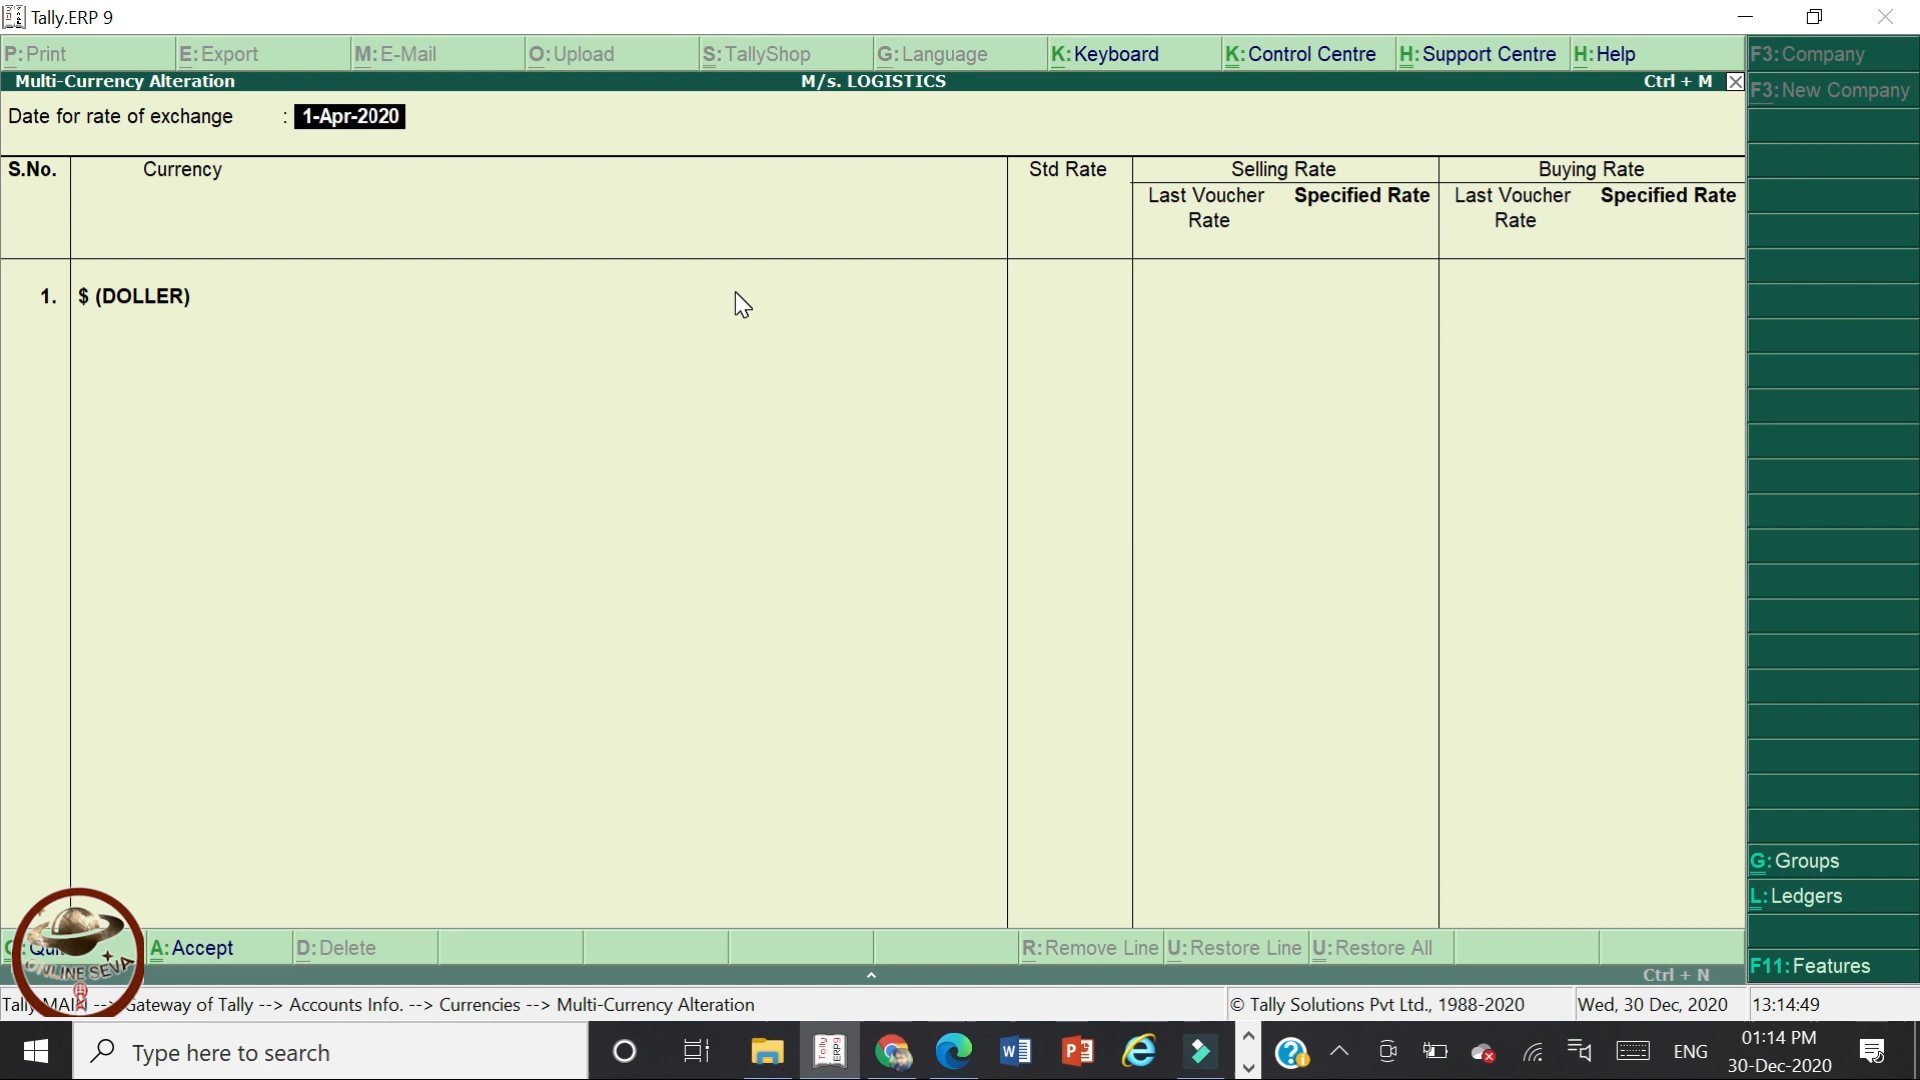 Tally.ERP 9
P: Print E: Export M: E-Mail O: Upload S: TallyShop G: Language K: Keyboard K: Control Centre H: Support Centre H: Help F3: Company
Multi-Currency Alteration M/s. LOGISTICS Ctrl + M
F3: New Company
Date for rate of exchange : 1-Apr-2020
S.No. Currency Std Rate Selling Rate Buying Rate
Last Voucher Specified Rate Last Voucher Specified Rate
Rate Rate
1. $ (DOLLER)
G: Groups
L: Ledgers
A: Accept D: Delete R: Remove Line U: Restore Line U: Restore All
ONLINE SEVA
F11: Features
Ctrl + N
Tally MAIN --> Gateway of Tally --> Accounts Info. --> Currencies --> Multi-Currency Alteration © Tally Solutions Pvt Ltd., 1988-2020 Wed, 30 Dec, 2020 13:14:49
Type here to search ENG 01:14 PM
30-Dec-2020